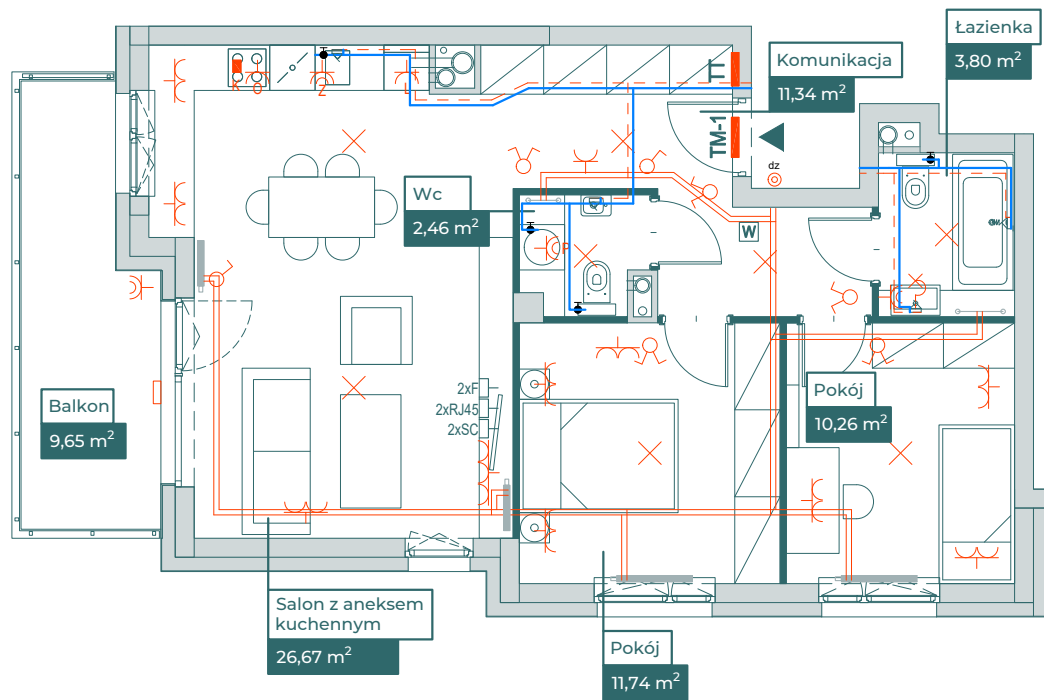 Łazienka
3,80 m²
Komunikacja
11,34 m²
TT
TM-1
dz
K
O
Z
L
Wc
2,46 m²
P
W
Balkon
9,65 m²
2xF
2xRJ45
2xSC
Pokój
10,26 m²
Salon z aneksem
kuchennym
26,67 m²
Pokój
11,74 m²